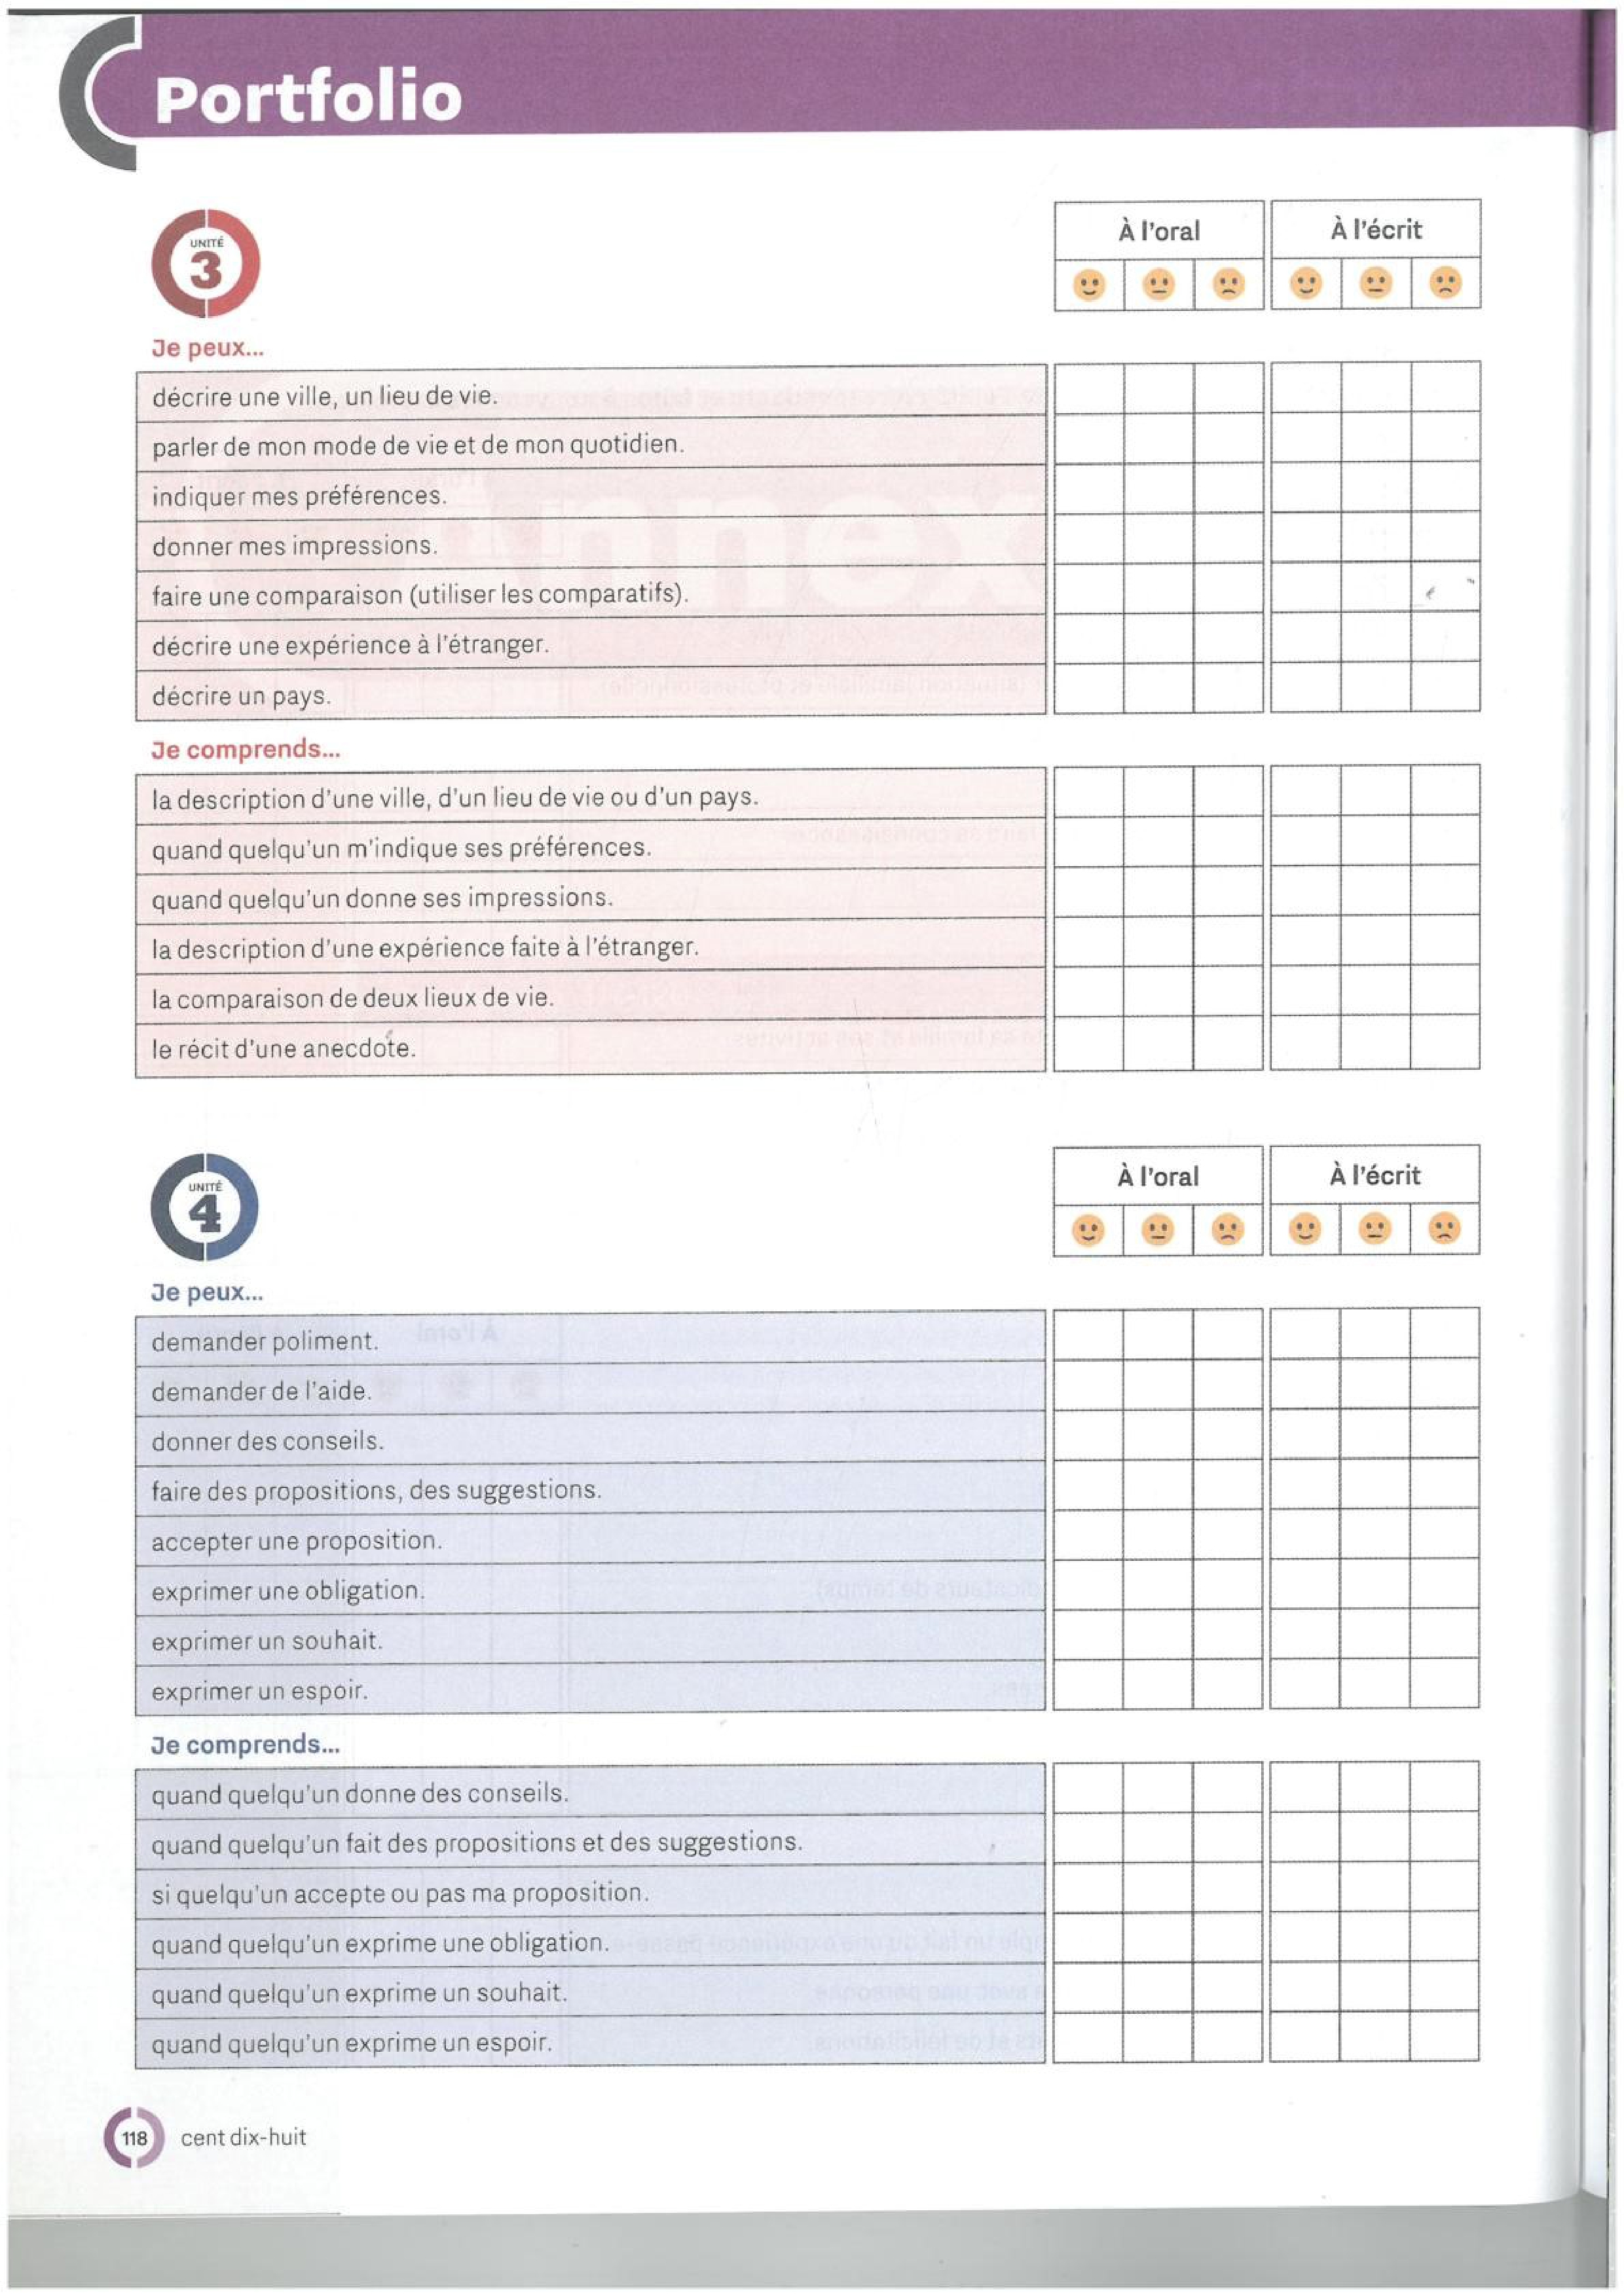 Portfolio
UNITÉ
3
À l'oral À l'écrit
Je peux...
décrire une ville, un lieu de vie.
parler de mon mode de vie et de mon quotidien.
indiquer mes préférences.
donner mes impressions.
faire une comparaison (utiliser les comparatifs).
décrire une expérience à l'étranger.
décrire un pays.
Je comprends...
la description d'une ville, d'un lieu de vie ou d'un pays.
quand quelqu'un m'indique ses préférences.
quand quelqu'un donne ses impressions.
la description d'une expérience faite à l'étranger.
la comparaison de deux lieux de vie.
le récit d'une anecdote.
UNITÉ
4
À l'oral À l'écrit
Je peux...
demander poliment.
demander de l'aide.
donner des conseils.
faire des propositions, des suggestions.
accepter une proposition.
exprimer une obligation.
exprimer un souhait.
exprimer un espoir.
Je comprends...
quand quelqu'un donne des conseils.
quand quelqu'un fait des propositions et des suggestions.
si quelqu'un accepte ou pas ma proposition.
quand quelqu'un exprime une obligation.
quand quelqu'un exprime un souhait.
quand quelqu'un exprime un espoir.
118 cent dix-huit